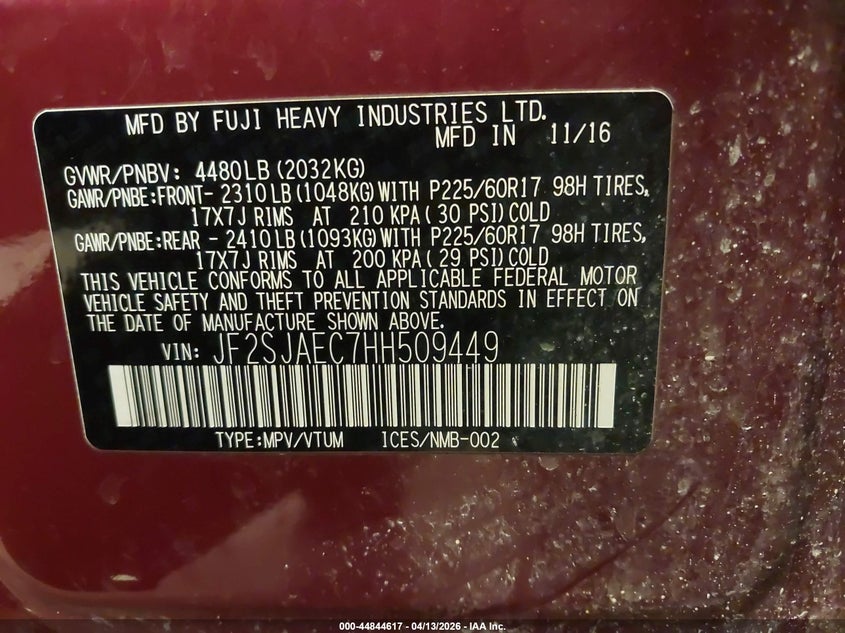 MFD BY FUJI HEAVY INDUSTRIES LTD.
MFD IN 11/16
GVWR/PNBV: 4480LB (2032KG)
GAWR/PNBE:FRONT- 2310LB (1048KG) WITH P225/60R17 98H TIRES,
17X7J RIMS AT 210 KPA ( 30 PSI) COLD
GAWR/PNBE:REAR - 2410LB (1093KG) WITH P225/60R17 98H TIRES,
17X7J RIMS AT 200 KPA ( 29 PSI) COLD
THIS VEHICLE CONFORMS TO ALL APPLICABLE FEDERAL MOTOR
VEHICLE SAFETY AND THEFT PREVENTION STANDARDS IN EFFECT ON
THE DATE OF MANUFACTURE SHOWN ABOVE.
VIN: JF2SJAEC7HH509449
TYPE:MPV/VTUM ICES/NMB-002
000-44844617 - 04/13/2026 - IAA Inc.